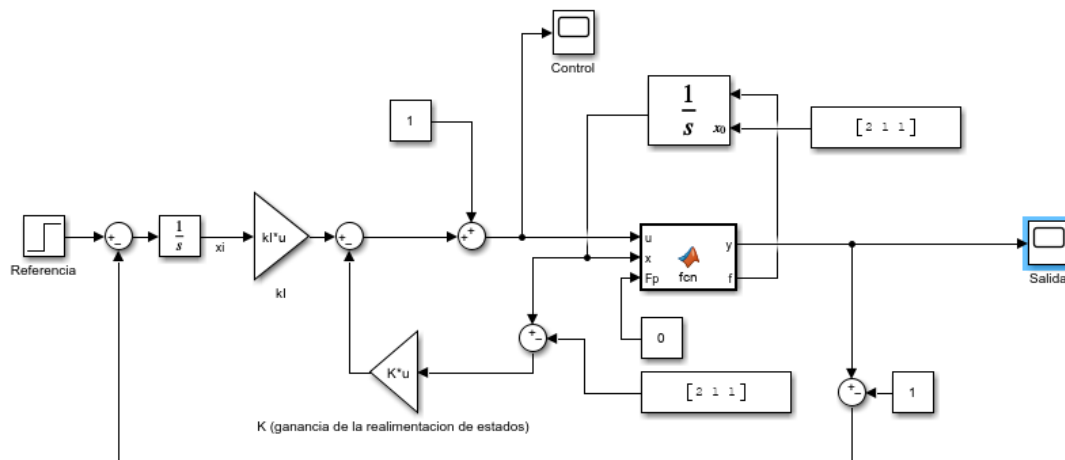 Control
1
s
x0
1
[2 1 1]
Referencia
+
−
1
s
xi
kI*u
kI
+
−
+
+
u
x
Fp
fcn
y
f
Salida
+
−
0
K*u
[2 1 1]
+
−
1
K (ganancia de la realimentacion de estados)